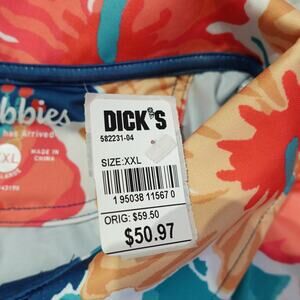 bbies
has Arrived
XXL
MADE IN
CHINA
DICK'S
582231-04
SIZE:XXL
1 95038 11567 0
ORIG: $59.50
$50.97